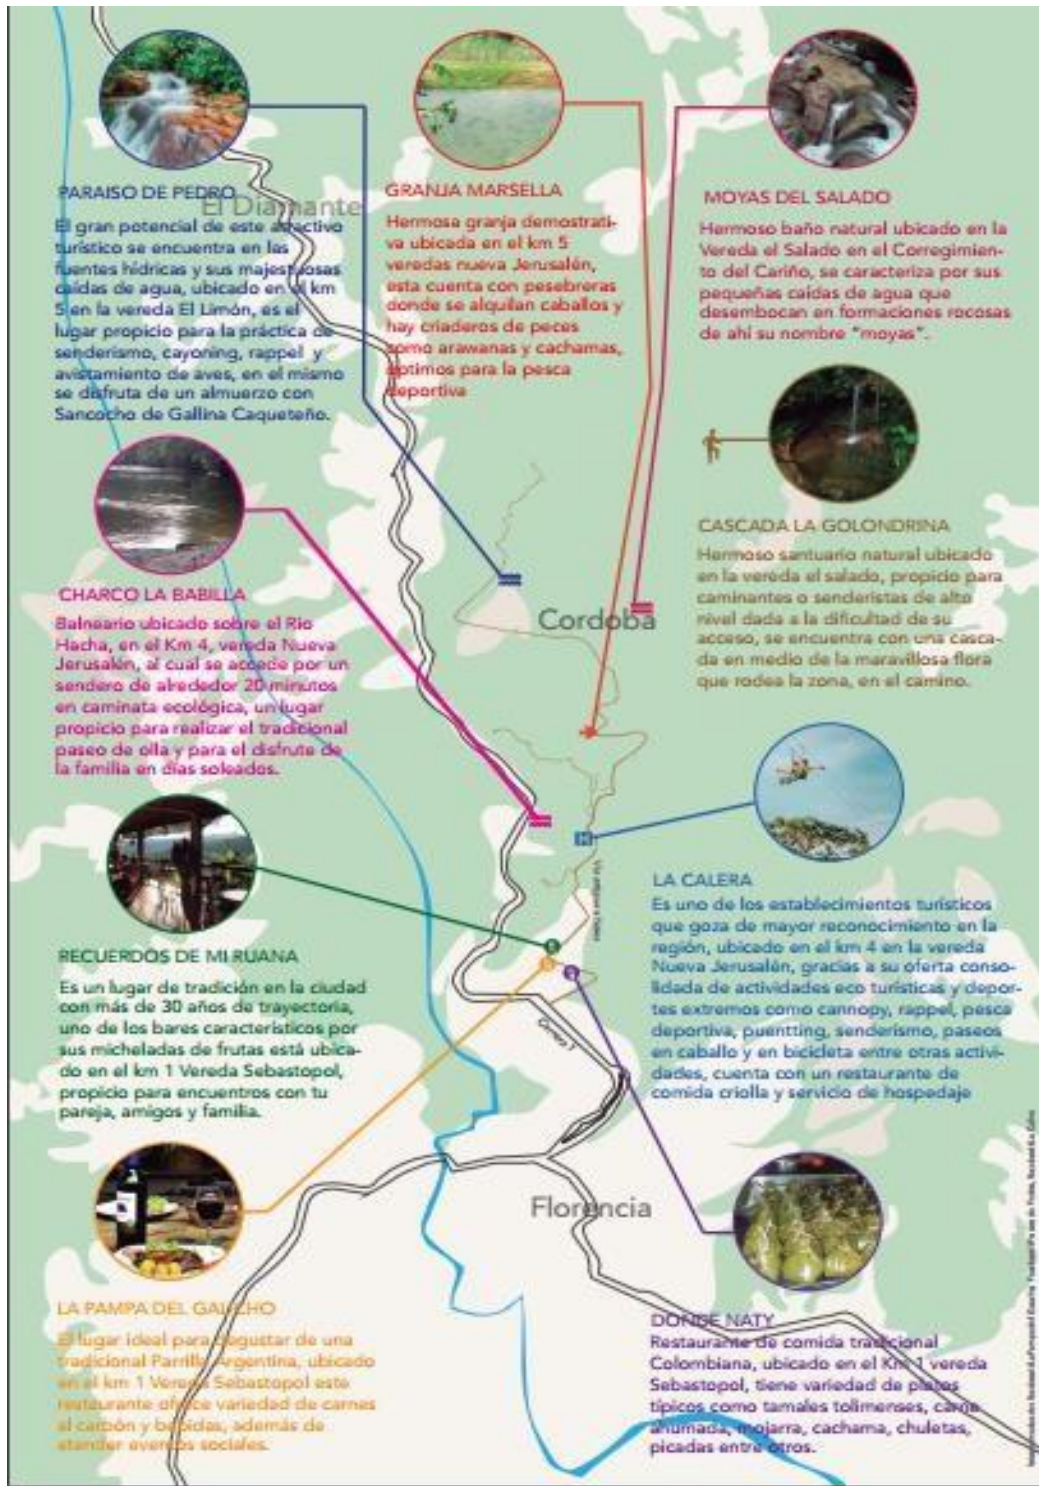 PARAISO DE PEDRO
El Diamante
El gran potencial de este atractivo
turístico se encuentra en las
fuentes hídricas y sus majestuosas
caídas de agua, ubicado en el km
5 en la vereda El Limón, es el
lugar propicio para la práctica de
senderismo, cayoning, rappel y
avistamiento de aves, en el mismo
se disfruta de un almuerzo con
Sancocho de Gallina Caqueteño.
GRANJA MARSELLA
Hermosa granja demostrati-
va ubicada en el km 5
veredas nueva Jerusalén,
esta cuenta con pesebreras
donde se alquilan caballos y
hay criaderos de peces
como arawanas y cachamas,
optimos para la pesca
deportiva
MOYAS DEL SALADO
Hermoso baño natural ubicado en la
Vereda el Salado en el Corregimien-
to del Cariño, se caracteriza por sus
pequeñas caídas de agua que
desembocan en formaciones rocosas
de ahí su nombre "moyas".
CASCADA LA GOLONDRINA
Hermoso santuario natural ubicado
en la vereda el salado, propicio para
caminantes o senderistas de alto
nivel dada a la dificultad de su
acceso, se encuentra con una casca-
da en medio de la maravillosa flora
que rodea la zona, en el camino.
Cordoba
CHARCO LA BABILLA
Balneario ubicado sobre el Rio
Hacha, en el Km 4, vereda Nueva
Jerusalén, al cual se accede por un
sendero de alrededor 20 minutos
en caminata ecológica, un lugar
propicio para realizar el tradicional
paseo de olla y para el disfrute de
la familia en días soleados.
H
LA CALERA
Es uno de los establecimientos turísticos
que goza de mayor reconocimiento en la
región, ubicado en el km 4 en la vereda
Nueva Jerusalén, gracias a su oferta conso-
lidada de actividades eco turísticas y depor-
tes extremos como cannopy, rappel, pesca
deportiva, puentting, senderismo, paseos
en caballo y en bicicleta entre otras activi-
dades, cuenta con un restaurante de
comida criolla y servicio de hospedaje
RECUERDOS DE MI RUANA
Es un lugar de tradición en la ciudad
con más de 30 años de trayectoria,
uno de los bares característicos por
sus micheladas de frutas está ubica-
do en el km 1 Vereda Sebastopol,
propicio para encuentros con tu
pareja, amigos y familia.
Florencia
LA PAMPA DEL GAUCHO
El lugar ideal para degustar de una
tradicional Parrilla Argentina, ubicado
en el km 1 Vereda Sebastopol este
restaurante ofrece variedad de carnes
al carbón y bebidas, además de
atender eventos sociales.
DONDE NATY
Restaurante de comida tradicional
Colombiana, ubicado en el Km 1 vereda
Sebastopol, tiene variedad de platos
típicos como tamales tolimenses, carne
ahumada, mojarra, cachama, chuletas,
picadas entre otros.